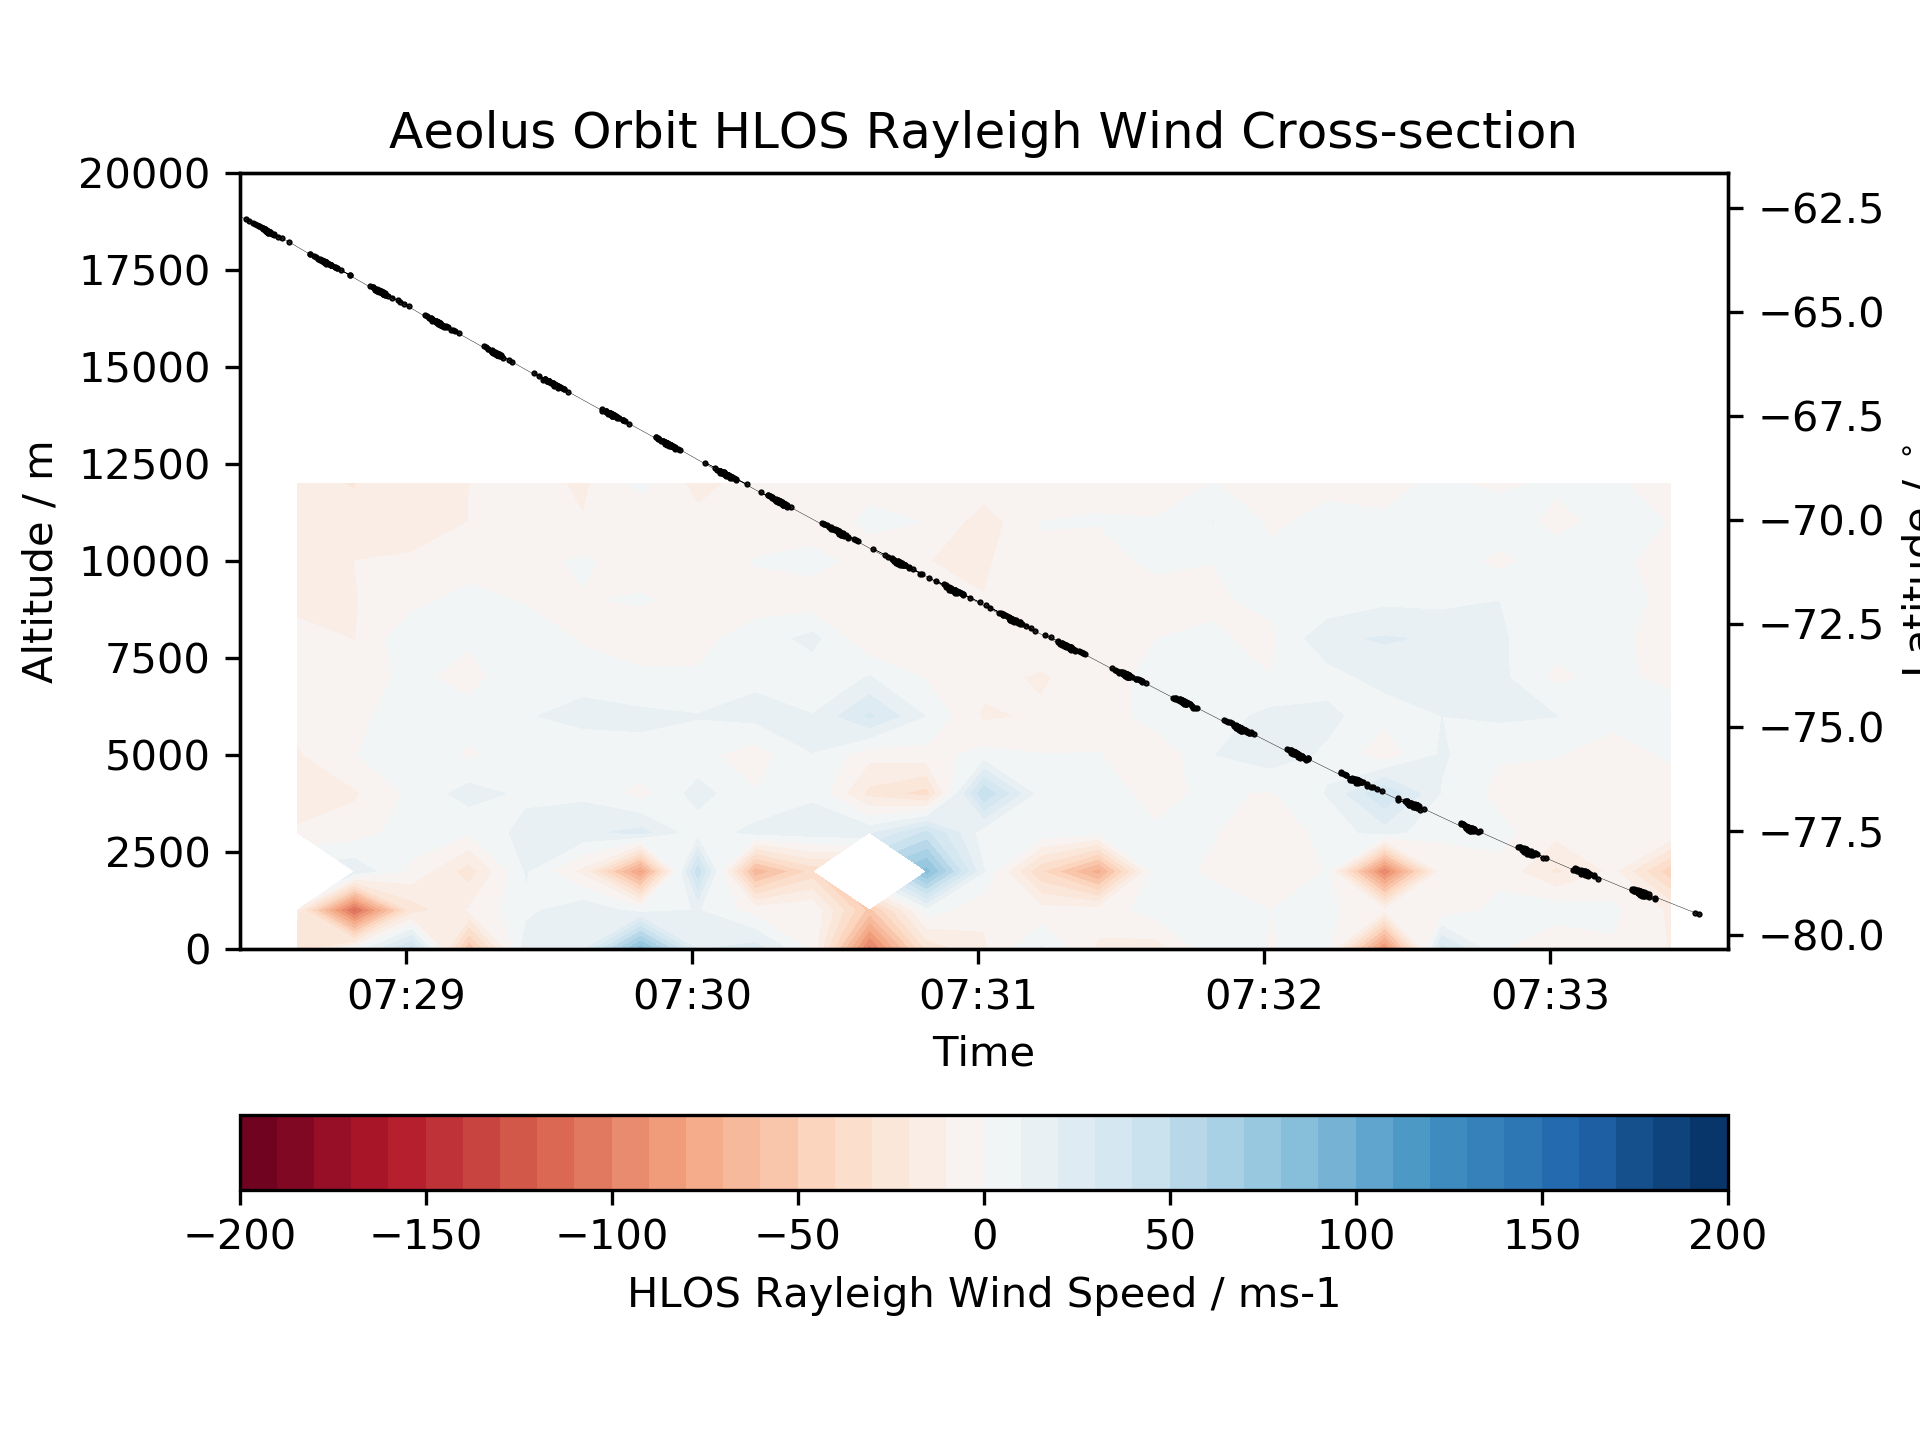 Aeolus Orbit HLOS Rayleigh Wind Cross-section
20000
17500
15000
12500
10000
7500
5000
2500
0
Altitude / m
−62.5
−65.0
−67.5
−70.0
−72.5
−75.0
−77.5
−80.0
Latitude / °
07:29 07:30 07:31 07:32 07:33
Time
−200 −150 −100 −50 0 50 100 150 200
HLOS Rayleigh Wind Speed / ms-1